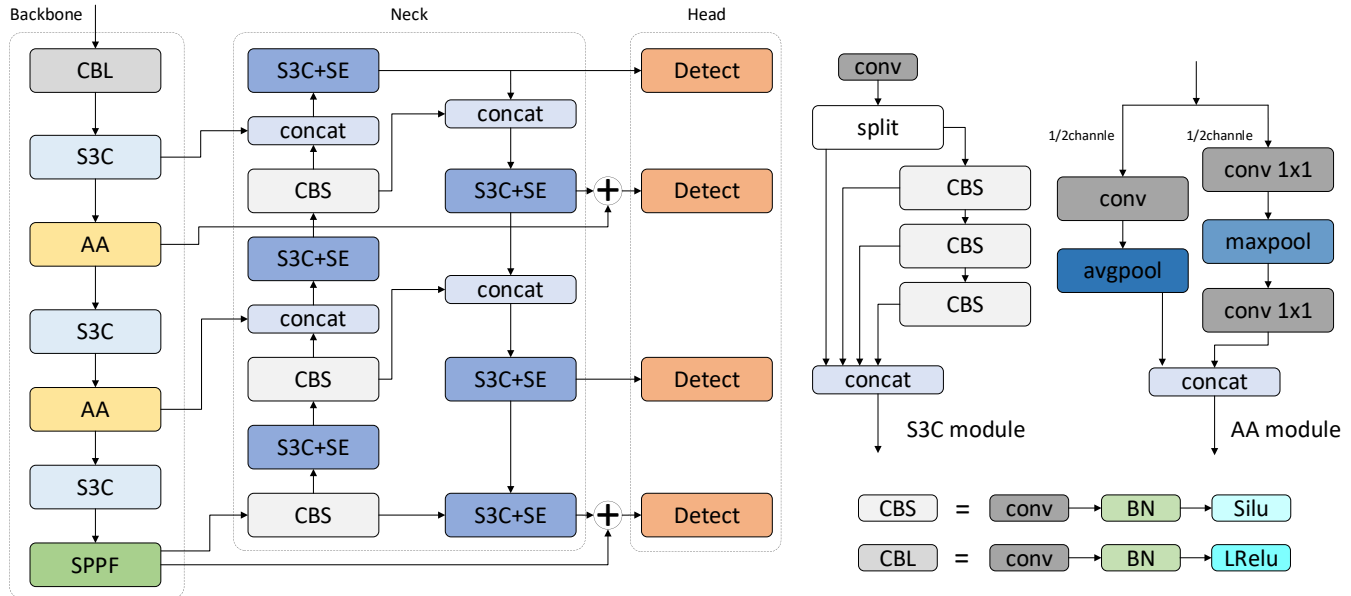 Backbone
Neck
Head
CBL
S3C
AA
S3C
AA
S3C
SPPF
S3C+SE
concat
CBS
S3C+SE
concat
CBS
S3C+SE
CBS
concat
S3C+SE
concat
S3C+SE
S3C+SE
Detect
Detect
Detect
Detect
conv
split
CBS
CBS
CBS
concat
S3C module
1/2channle
1/2channle
conv
avgpool
conv 1x1
maxpool
conv 1x1
concat
AA module
CBS = conv BN Silu
CBL = conv BN LRelu